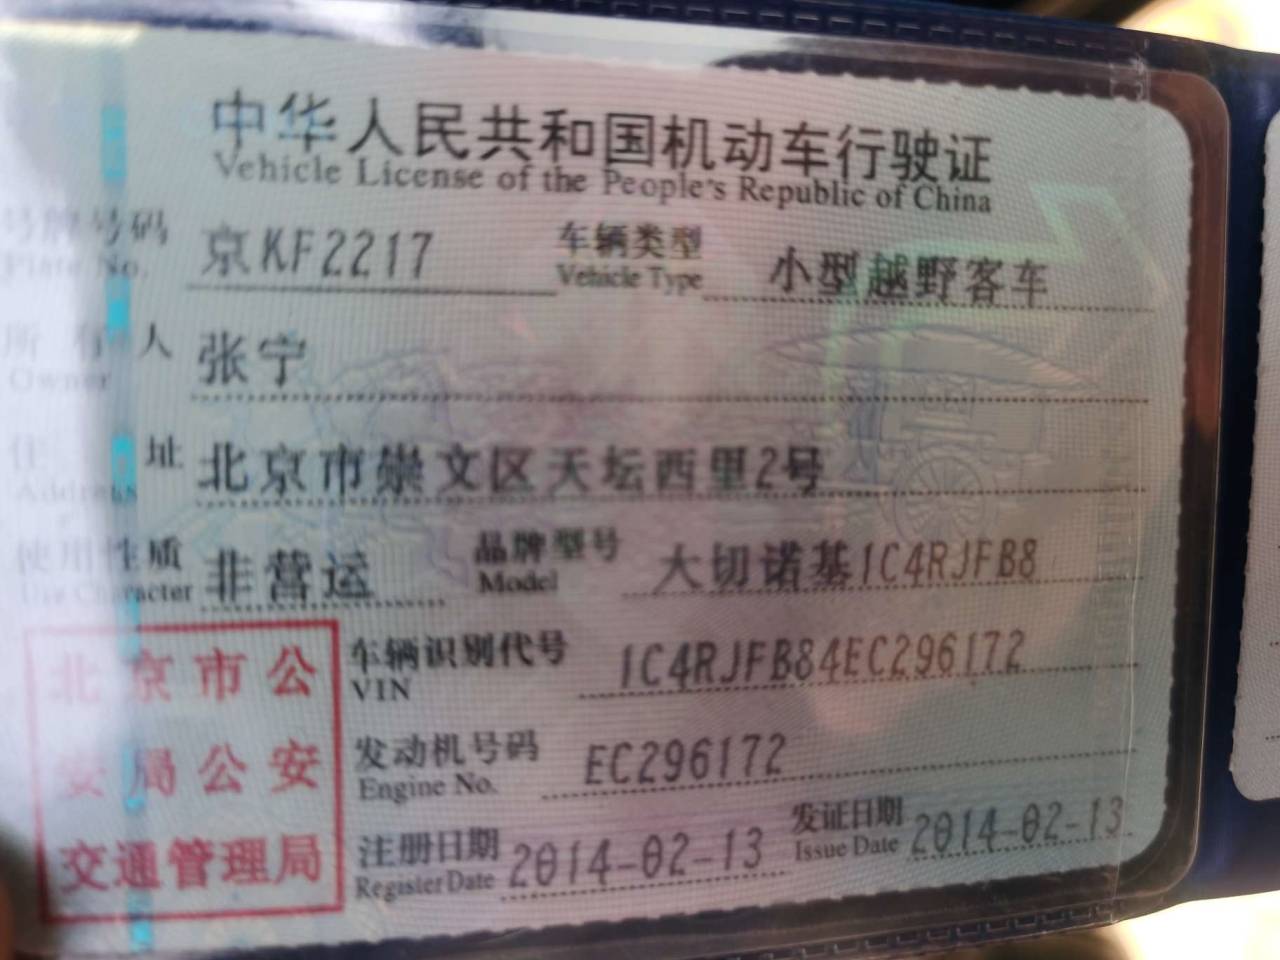 中华人民共和国机动车行驶证
Vehicle License of the People's Republic of China
号牌号码 京KF2217 车辆类型 小型越野客车
Plate No. Vehicle Type
所有人 张宁
Owner
住址 北京市崇文区天坛西里2号
Address
使用性质 非营运 品牌型号 大切诺基1C4RJFB8
Use Character Model
北京市公
安局公安
交通管理局
车辆识别代号 1C4RJFB84EC296172
VIN
发动机号码 EC296172
Engine No.
注册日期 2014-02-13 发证日期 2014-02-13
Register Date Issue Date